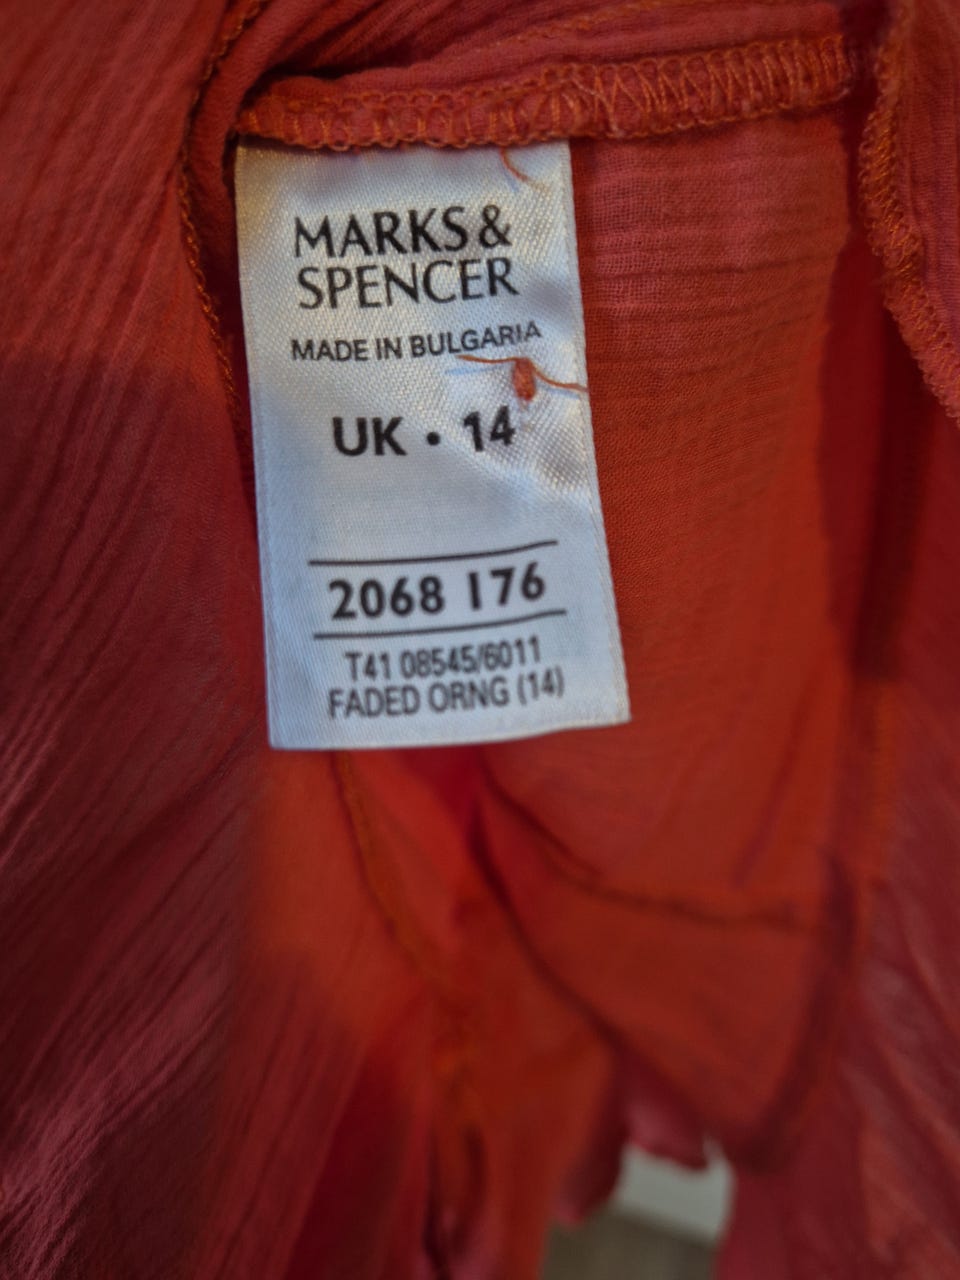 MARKS &
SPENCER
MADE IN BULGARIA
UK · 14
2068 176
T41 08545/6011
FADED ORNG (14)